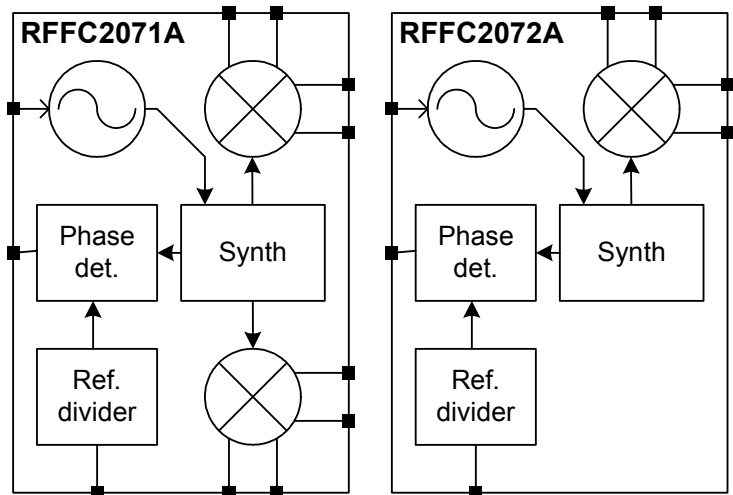 RFFC2071A
Phase
det.
Synth
Ref.
divider
RFFC2072A
Phase
det.
Synth
Ref.
divider